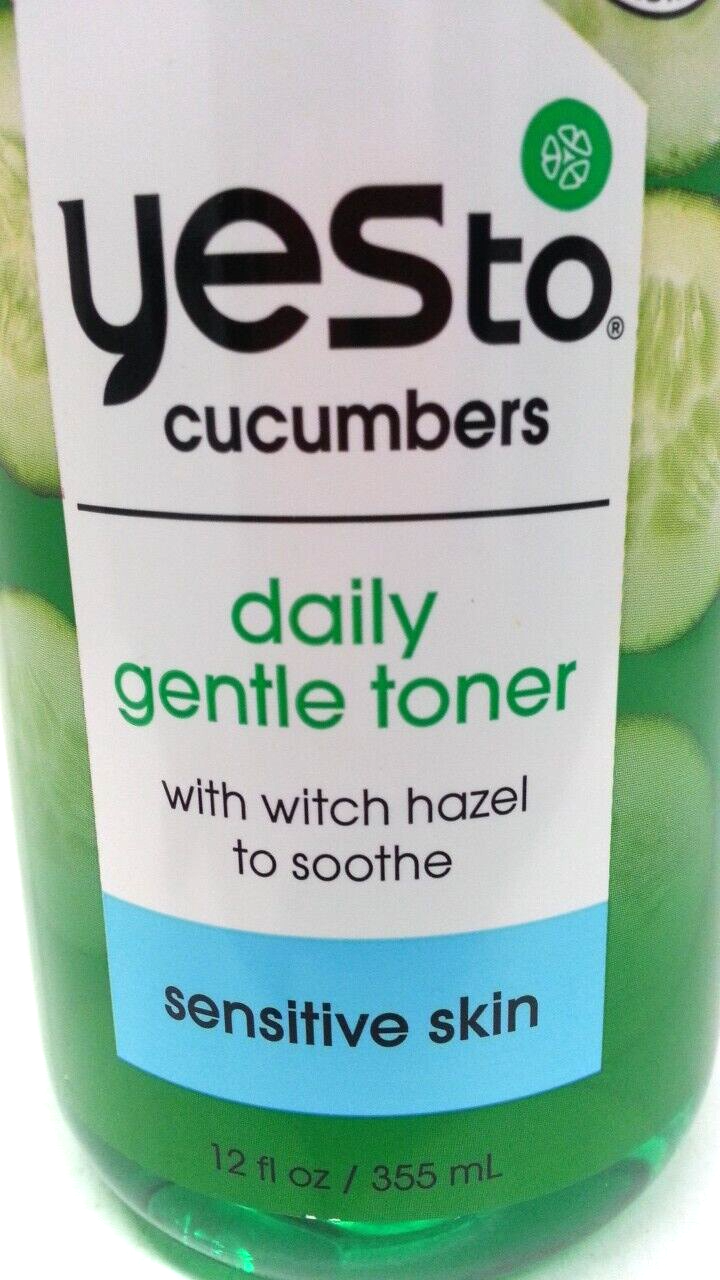 yes to®
cucumbers
daily
gentle toner
with witch hazel
to soothe
sensitive skin
12 fl oz / 355 mL